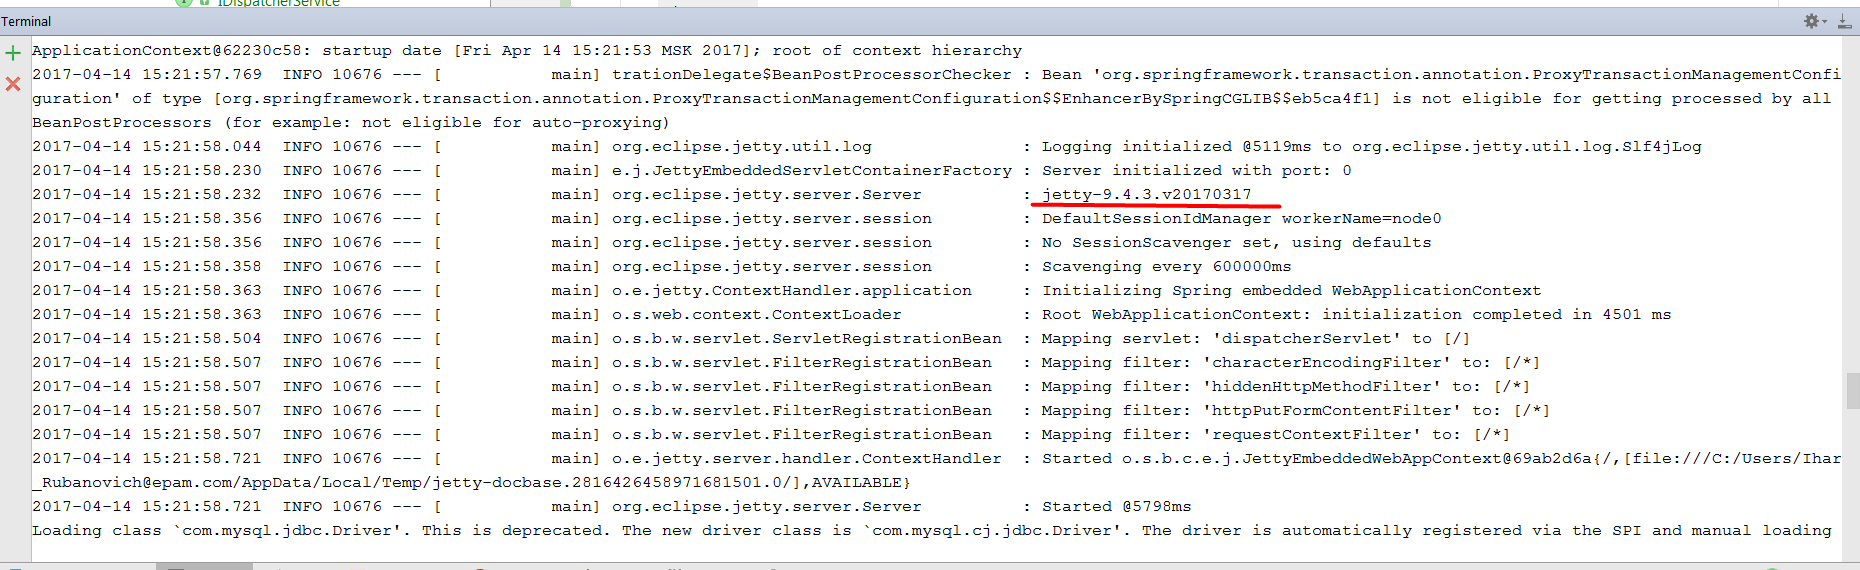 IDispatcherService
Terminal
ApplicationContext@62230c58: startup date [Fri Apr 14 15:21:53 MSK 2017]; root of context hierarchy
2017-04-14 15:21:57.769  INFO 10676 --- [           main] trationDelegate$BeanPostProcessorChecker : Bean 'org.springframework.transaction.annotation.ProxyTransactionManagementConfi
guration' of type [org.springframework.transaction.annotation.ProxyTransactionManagementConfiguration$$EnhancerBySpringCGLIB$$eb5ca4f1] is not eligible for getting processed by all
BeanPostProcessors (for example: not eligible for auto-proxying)
2017-04-14 15:21:58.044  INFO 10676 --- [           main] org.eclipse.jetty.util.log               : Logging initialized @5119ms to org.eclipse.jetty.util.log.Slf4jLog
2017-04-14 15:21:58.230  INFO 10676 --- [           main] e.j.JettyEmbeddedServletContainerFactory : Server initialized with port: 0
2017-04-14 15:21:58.232  INFO 10676 --- [           main] org.eclipse.jetty.server.Server          : jetty-9.4.3.v20170317
2017-04-14 15:21:58.356  INFO 10676 --- [           main] org.eclipse.jetty.server.session         : DefaultSessionIdManager workerName=node0
2017-04-14 15:21:58.356  INFO 10676 --- [           main] org.eclipse.jetty.server.session         : No SessionScavenger set, using defaults
2017-04-14 15:21:58.358  INFO 10676 --- [           main] org.eclipse.jetty.server.session         : Scavenging every 600000ms
2017-04-14 15:21:58.363  INFO 10676 --- [           main] o.e.jetty.ContextHandler.application     : Initializing Spring embedded WebApplicationContext
2017-04-14 15:21:58.363  INFO 10676 --- [           main] o.s.web.context.ContextLoader            : Root WebApplicationContext: initialization completed in 4501 ms
2017-04-14 15:21:58.504  INFO 10676 --- [           main] o.s.b.w.servlet.ServletRegistrationBean  : Mapping servlet: 'dispatcherServlet' to [/]
2017-04-14 15:21:58.507  INFO 10676 --- [           main] o.s.b.w.servlet.FilterRegistrationBean   : Mapping filter: 'characterEncodingFilter' to: [/*]
2017-04-14 15:21:58.507  INFO 10676 --- [           main] o.s.b.w.servlet.FilterRegistrationBean   : Mapping filter: 'hiddenHttpMethodFilter' to: [/*]
2017-04-14 15:21:58.507  INFO 10676 --- [           main] o.s.b.w.servlet.FilterRegistrationBean   : Mapping filter: 'httpPutFormContentFilter' to: [/*]
2017-04-14 15:21:58.507  INFO 10676 --- [           main] o.s.b.w.servlet.FilterRegistrationBean   : Mapping filter: 'requestContextFilter' to: [/*]
2017-04-14 15:21:58.721  INFO 10676 --- [           main] o.e.jetty.server.handler.ContextHandler  : Started o.s.b.c.e.j.JettyEmbeddedWebAppContext@69ab2d6a{/,[file:///C:/Users/Ihar
_Rubanovich@epam.com/AppData/Local/Temp/jetty-docbase.2816426458971681501.0/],AVAILABLE}
2017-04-14 15:21:58.721  INFO 10676 --- [           main] org.eclipse.jetty.server.Server          : Started @5798ms
Loading class `com.mysql.jdbc.Driver'. This is deprecated. The new driver class is `com.mysql.cj.jdbc.Driver'. The driver is automatically registered via the SPI and manual loading